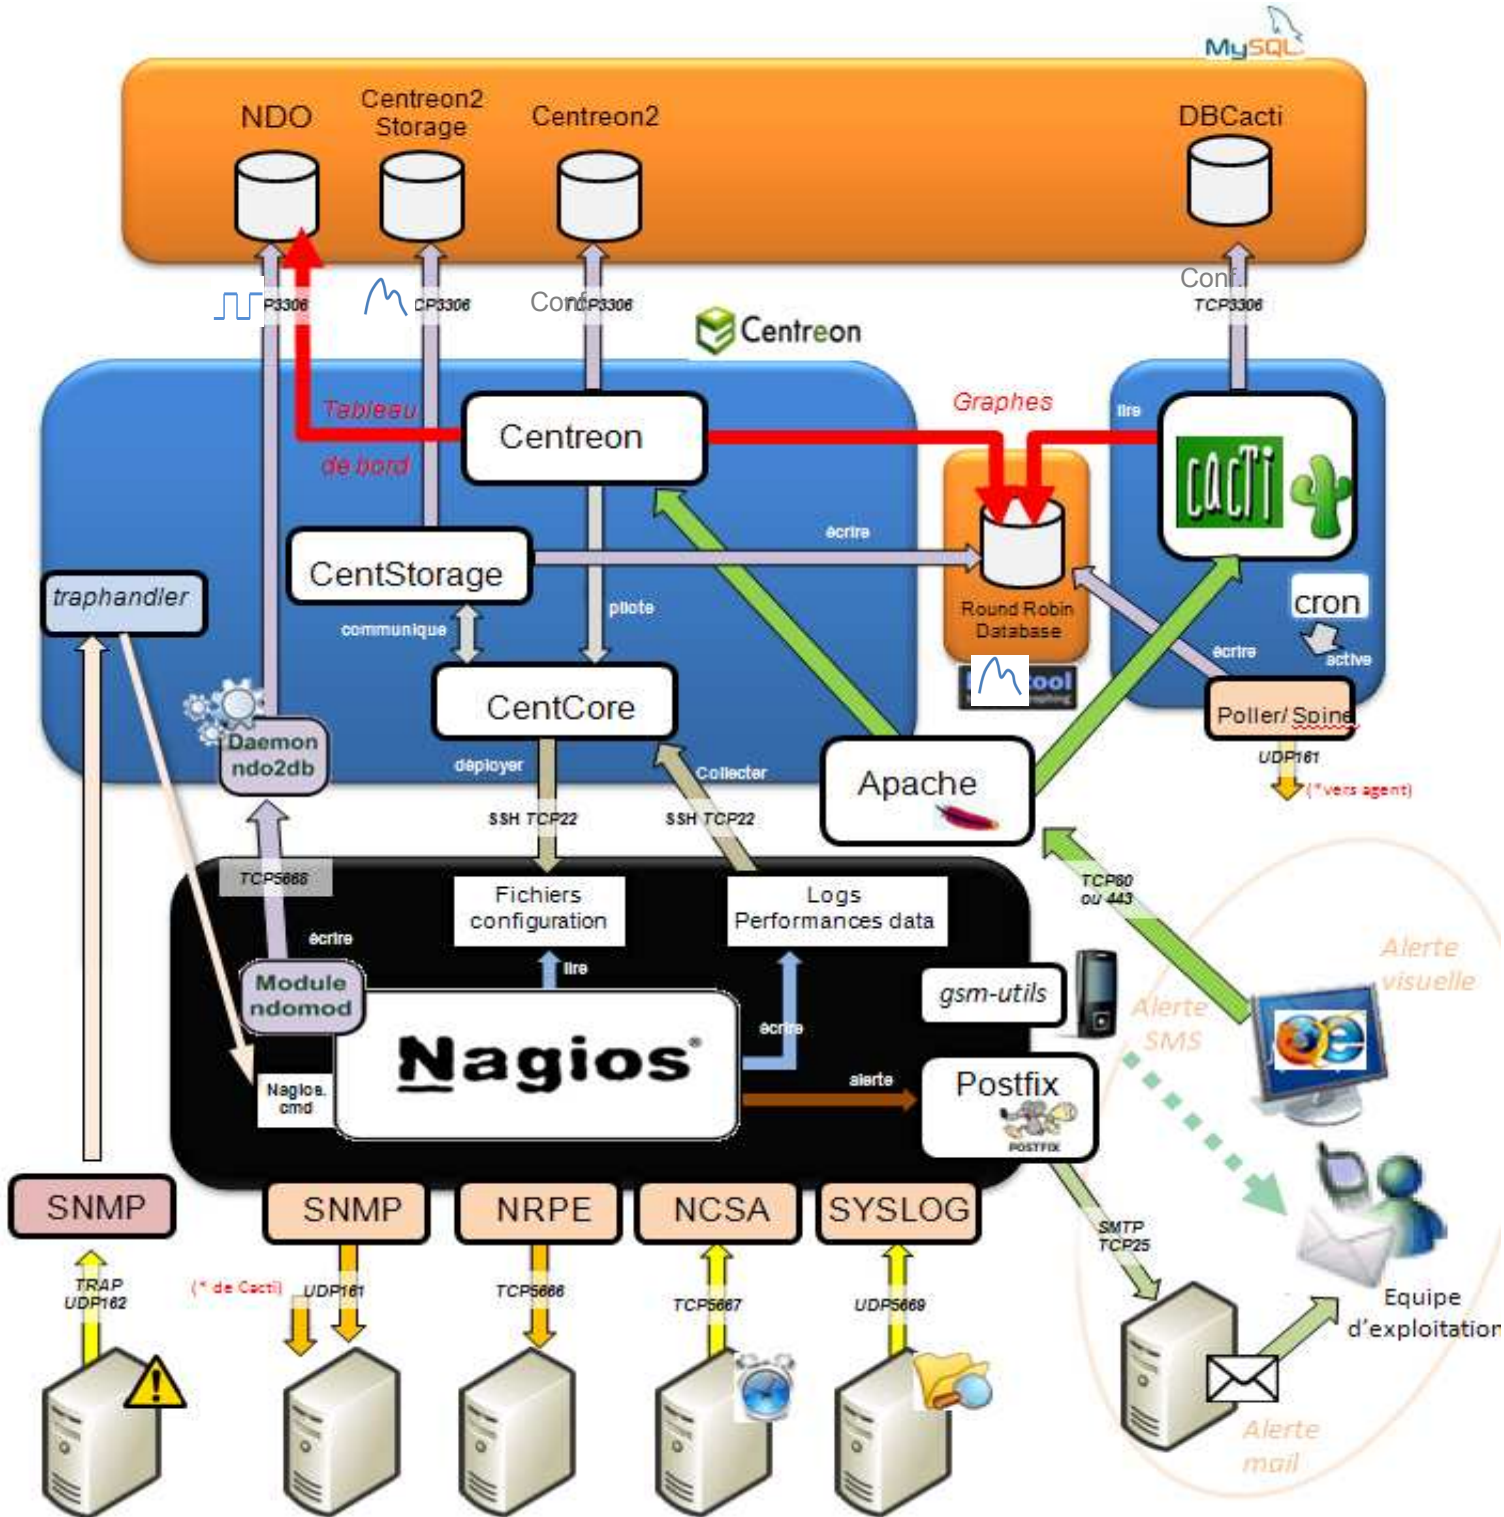 MySQL
NDO
Centreon2
Storage
Centreon2
DBCacti
P3306
CP3306
Conf.
TCP3306
Conf.
TCP3306
Centreon
Tableau
de bord
Centreon
Graphes
lire
cacti
CentStorage
écrire
traphandler
communique
pilote
Round Robin
Database
cron
active
écrire
tool
CentCore
Poller/ Spine
UDP161
(*vers agent)
Daemon
ndo2db
déployer
Collecter
Apache
SSH TCP22
SSH TCP22
TCP5668
Fichiers
configuration
Logs
Performances data
TCP80
ou 443
écrire
lire
Module
ndomod
gsm-utils
Alerte
visuelle
Alerte
SMS
écrire
Nagios®
Nagios.
cmd
alerte
Postfix
POSTFIX
SNMP
SNMP
NRPE
NCSA
SYSLOG
SMTP
TCP25
TRAP
UDP162
(* de Cacti)
UDP161
TCP5666
TCP5667
UDP5669
Equipe
d'exploitation
Alerte
mail